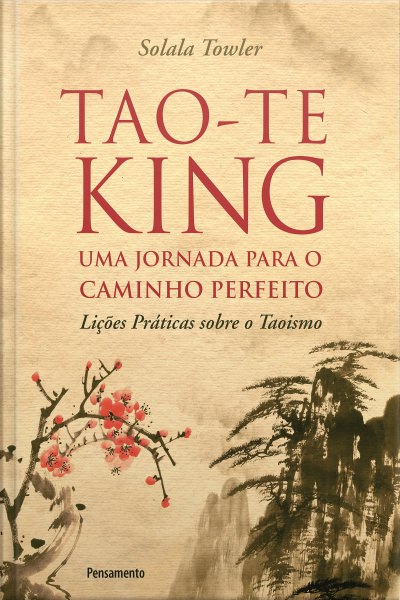 Solala Towler
TAO-TE
KING
UMA JORNADA PARA O
CAMINHO PERFEITO
Lições Práticas sobre o Taoismo
Pensamento